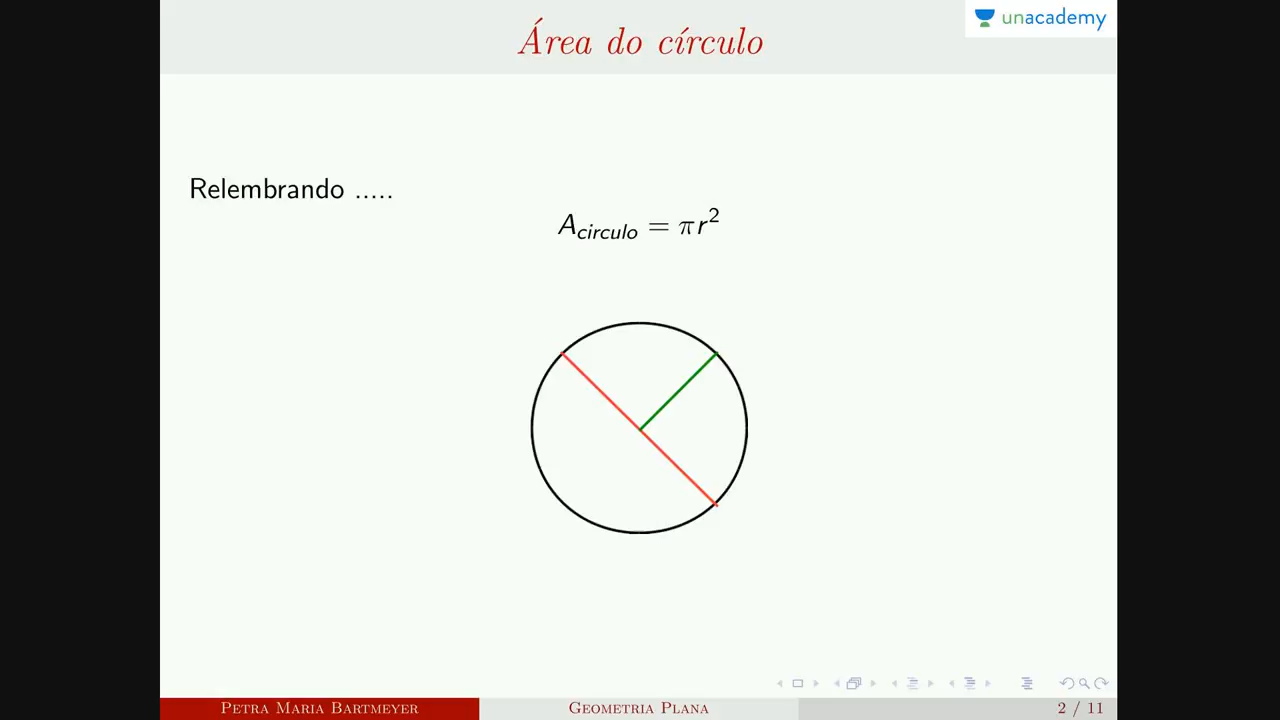 Área do círculo
unacademy
Relembrando .....
A_circulo = πr²
Petra Maria Bartmeyer
Geometria Plana
2 / 11